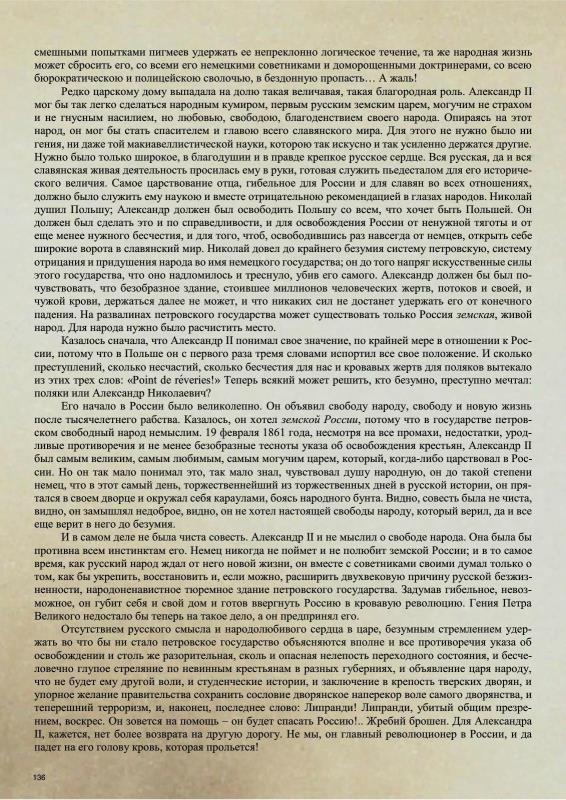 смешными попытками пигмеев удержать ее непреклонно логическое течение, та же народная жизнь
может сбросить его, со всеми его немецкими советниками и доморощенными доктринерами, со всею
бюрократическою и полицейскою сволочью, в бездонную пропасть… А жаль!
Редко царскому дому выпадала на долю такая величавая, такая благородная роль. Александр II
мог бы так легко сделаться народным кумиром, первым русским земским царем, могучим не страхом
и не гнусным насилием, но любовью, свободою, благоденствием своего народа. Опираясь на этот
народ, он мог бы стать спасителем и главою всего славянского мира. Для этого не нужно было ни
гения, ни даже той макиавеллистической науки, которою так искусно и так усиленно держатся другие.
Нужно было только широкое, в благодушии и в правде крепкое русское сердце. Вся русская, да и вся
славянская живая деятельность просилась ему в руки, готовая служить пьедесталом для его историче-
ского величия. Самое царствование отца, гибельное для России и для славян во всех отношениях,
должно было служить ему наукою и вместе отрицательною рекомендацией в глазах народов. Николай
душил Польшу; Александр должен был освободить Польшу со всем, что хочет быть Польшей. Он
должен был сделать это и по справедливости, и для освобождения России от ненужной тяготы и от
еще менее нужного бесчестия, и для того, чтоб, освободившись раз навсегда от немцев, открыть себе
широкие ворота в славянский мир. Николай довел до крайнего безумия систему петровскую, систему
отрицания и придушения народа во имя немецкого государства; он до того напряг искусственные силы
этого государства, что оно надломилось и треснуло, убив его самого. Александр должен бы был по-
чувствовать, что безобразное здание, стоившее миллионов человеческих жертв, потоков и своей, и
чужой крови, держаться далее не может, и что никаких сил не достанет удержать его от конечного
падения. На развалинах петровского государства может существовать только Россия земская, живой
народ. Для народа нужно было расчистить место.
Казалось сначала, что Александр II понимал свое значение, по крайней мере в отношении к Рос-
сии, потому что в Польше он с первого раза тремя словами испортил все свое положение. И сколько
преступлений, сколько несчастий, сколько бесчестия для нас и кровавых жертв для поляков вытекало
из этих трех слов: «Point de réveries!» Теперь всякий может решить, кто безумно, преступно мечтал:
поляки или Александр Николаевич?
Его начало в России было великолепно. Он объявил свободу народу, свободу и новую жизнь
после тысячелетнего рабства. Казалось, он хотел земской России, потому что в государстве петров-
ском свободный народ немыслим. 19 февраля 1861 года, несмотря на все промахи, недостатки, урод-
ливые противоречия и не менее безобразные тесноты указа об освобождении крестьян, Александр II
был самым великим, самым любимым, самым могучим царем, который, когда-либо царствовал в Рос-
сии. Но он так мало понимал это, так мало знал, чувствовал душу народную, он до такой степени
немец, что в этот самый день, торжественнейший из торжественных дней в русской истории, он пря-
тался в своем дворце и окружал себя караулами, боясь народного бунта. Видно, совесть была не чиста,
видно, он замышлял недоброе, видно, он не хотел настоящей свободы народу, который верил, да и все
еще верит в него до безумия.
И в самом деле не была чиста совесть. Александр II и не мыслил о свободе народа. Она была бы
противна всем инстинктам его. Немец никогда не поймет и не полюбит земской России; и в то самое
время, как русский народ ждал от него новой жизни, он вместе с советниками своими думал только о
том, как бы укрепить, восстановить и, если можно, расширить двухвековую причину русской безжиз-
ненности, народоненавистное тюремное здание петровского государства. Задумав гибельное, невоз-
можное, он губит себя и свой дом и готов ввергнуть Россию в кровавую революцию. Гения Петра
Великого недостало бы теперь на такое дело, а он предпринял его.
Отсутствием русского смысла и народолюбивого сердца в царе, безумным стремлением удер-
жать во что бы ни стало петровское государство объясняются вполне и все противоречия указа об
освобождении и столь же разорительная, сколь и опасная нелепость переходного состояния, и бесче-
ловечно глупое стреляние по невинным крестьянам в разных губерниях, и объявление царя народу,
что не будет ему другой воли, и студенческие истории, и заключение в крепость тверских дворян, и
упорное желание правительства сохранить сословие дворянское наперекор воле самого дворянства, и
теперешний терроризм, и, наконец, последнее слово: Липранди! Липранди, убитый общим презре-
нием, воскрес. Он зовется на помощь – он будет спасать Россию!.. Жребий брошен. Для Александра
II, кажется, нет более возврата на другую дорогу. Не мы, он главный революционер в России, и да
падет на его голову кровь, которая прольется!
136